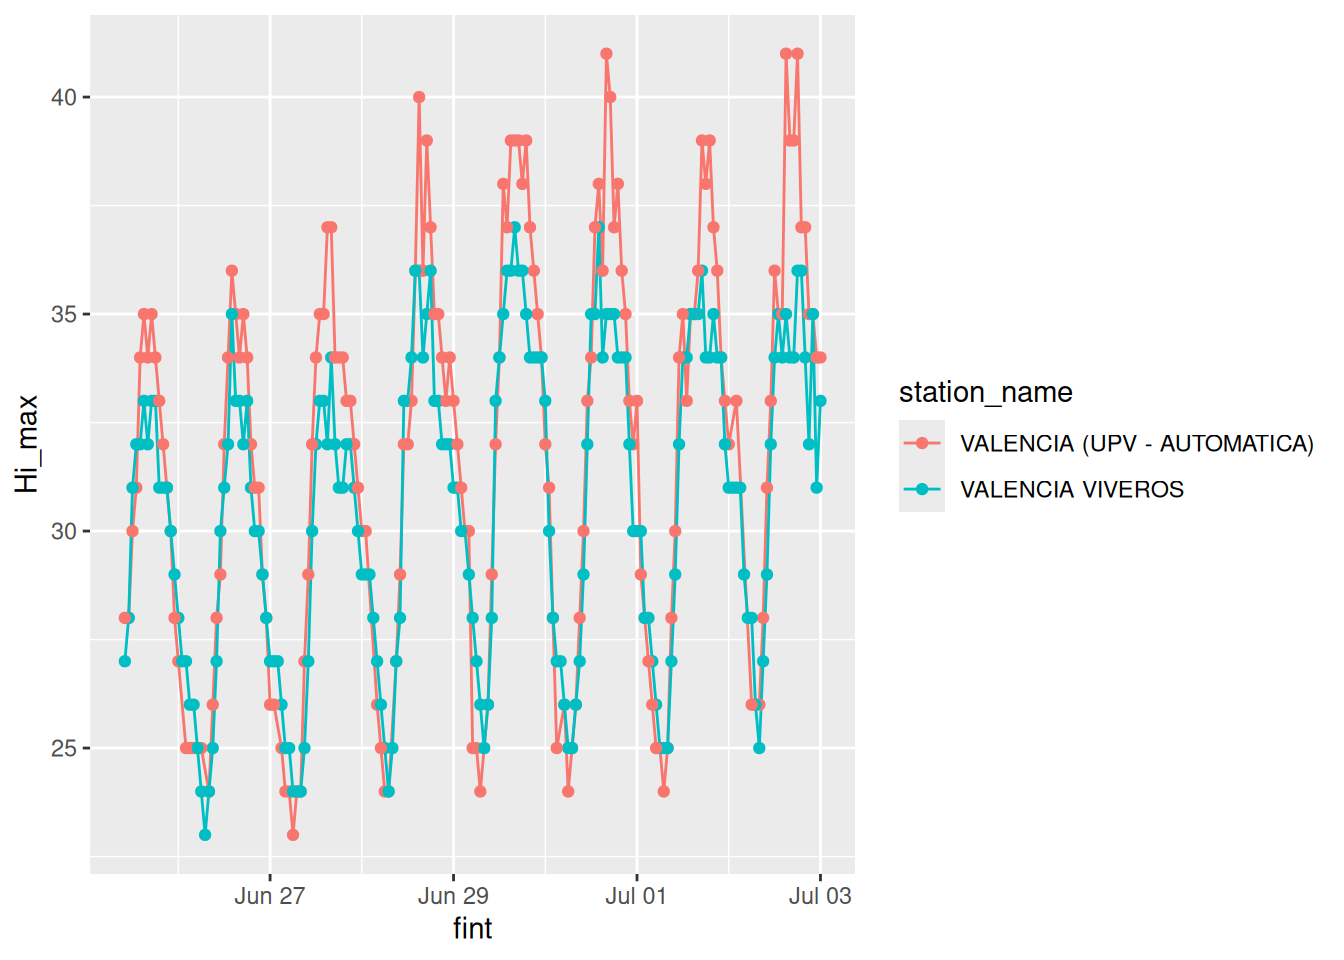 40
35
30
25
Hi_max
Jun 27
Jun 29
Jul 01
Jul 03
fint
station_name
VALENCIA (UPV - AUTOMATICA)
VALENCIA VIVEROS